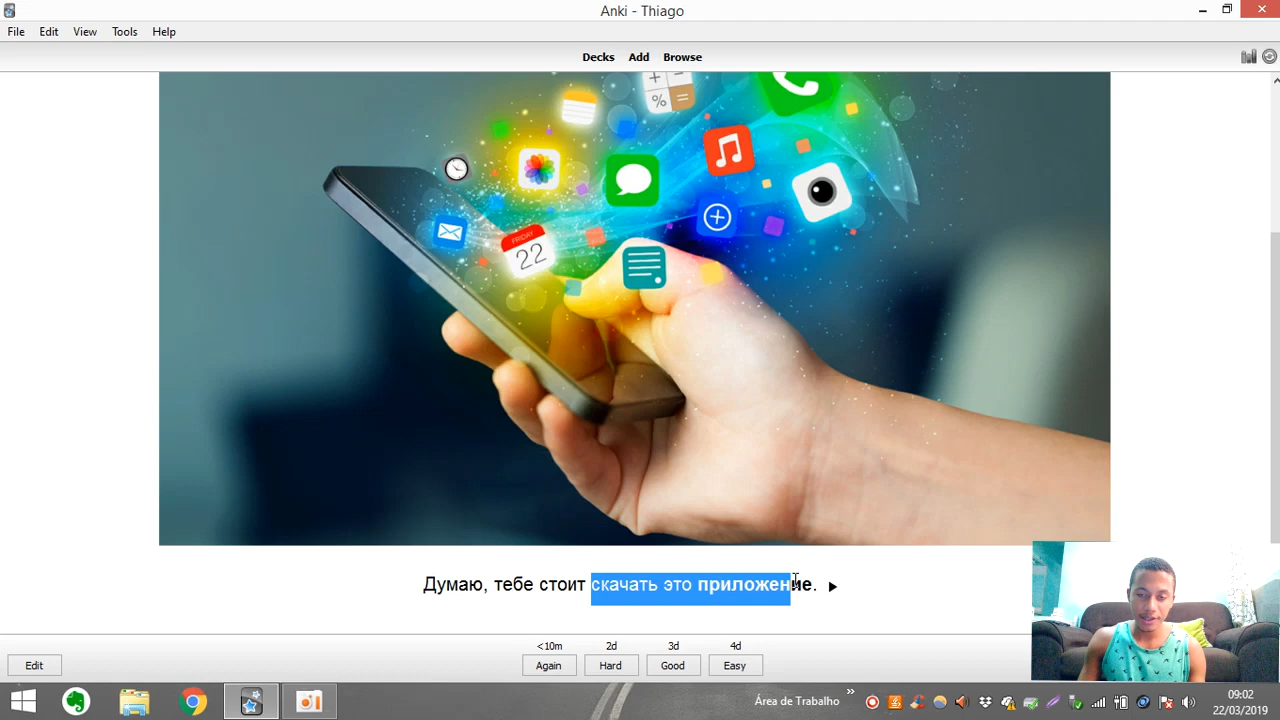 Anki - Thiago
File Edit View Tools Help
Decks Add Browse
FRIDAY
22
Думаю, тебе стоит скачать это приложение.
<10m 2d 3d 4d
Edit Again Hard Good Easy
Área de Trabalho
09:02
22/03/2019